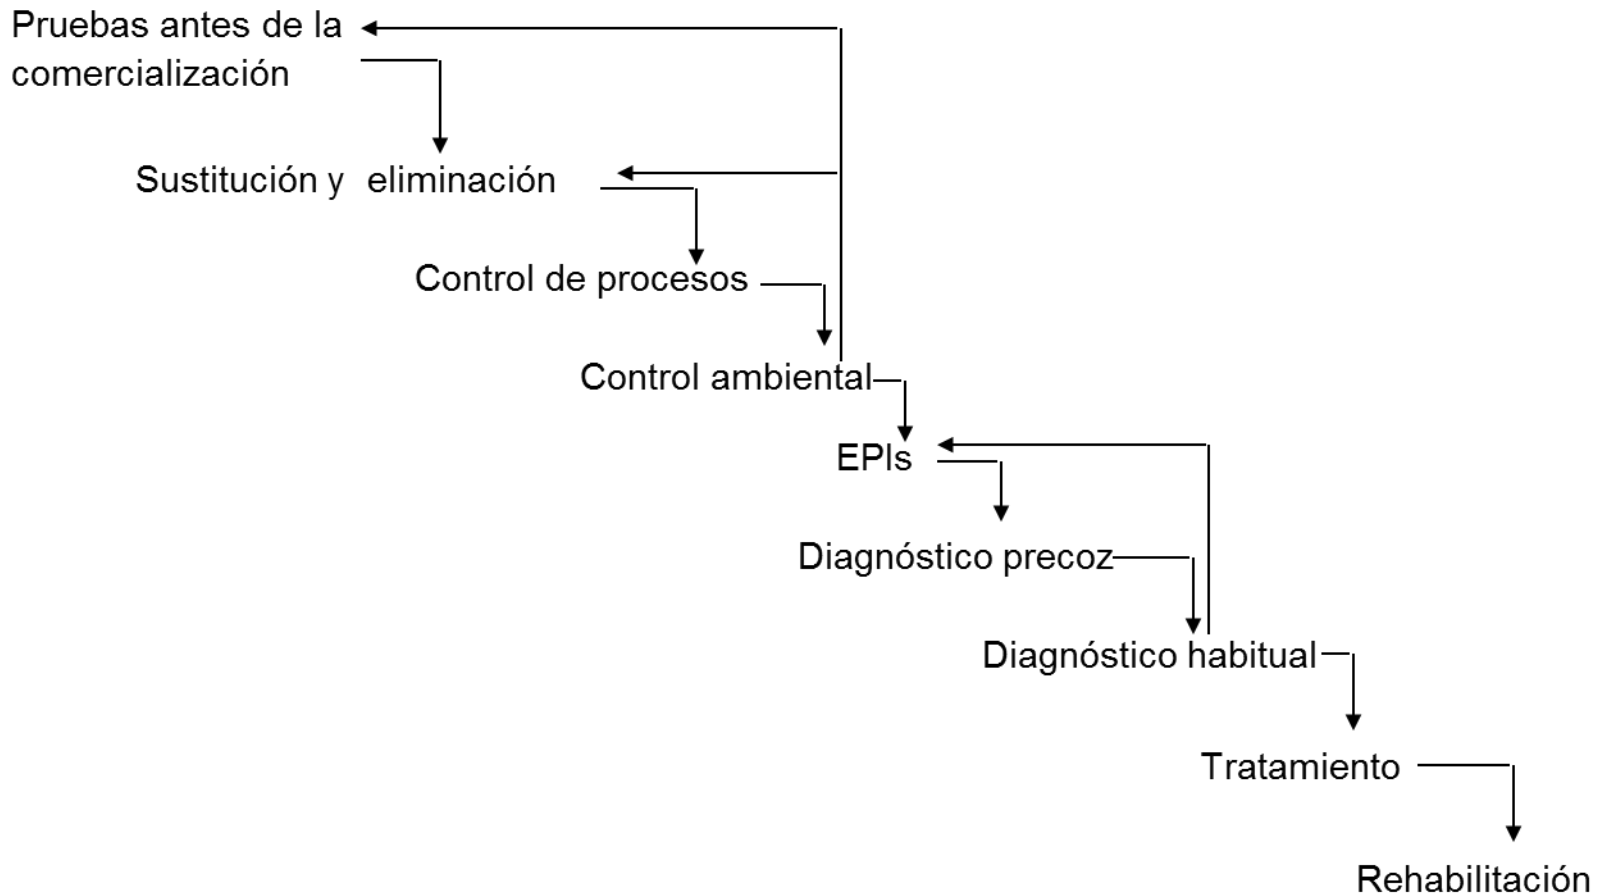 Pruebas antes de la
comercialización
Sustitución y eliminación
Control de procesos
Control ambiental
EPIs
Diagnóstico precoz
Diagnóstico habitual
Tratamiento
Rehabilitación